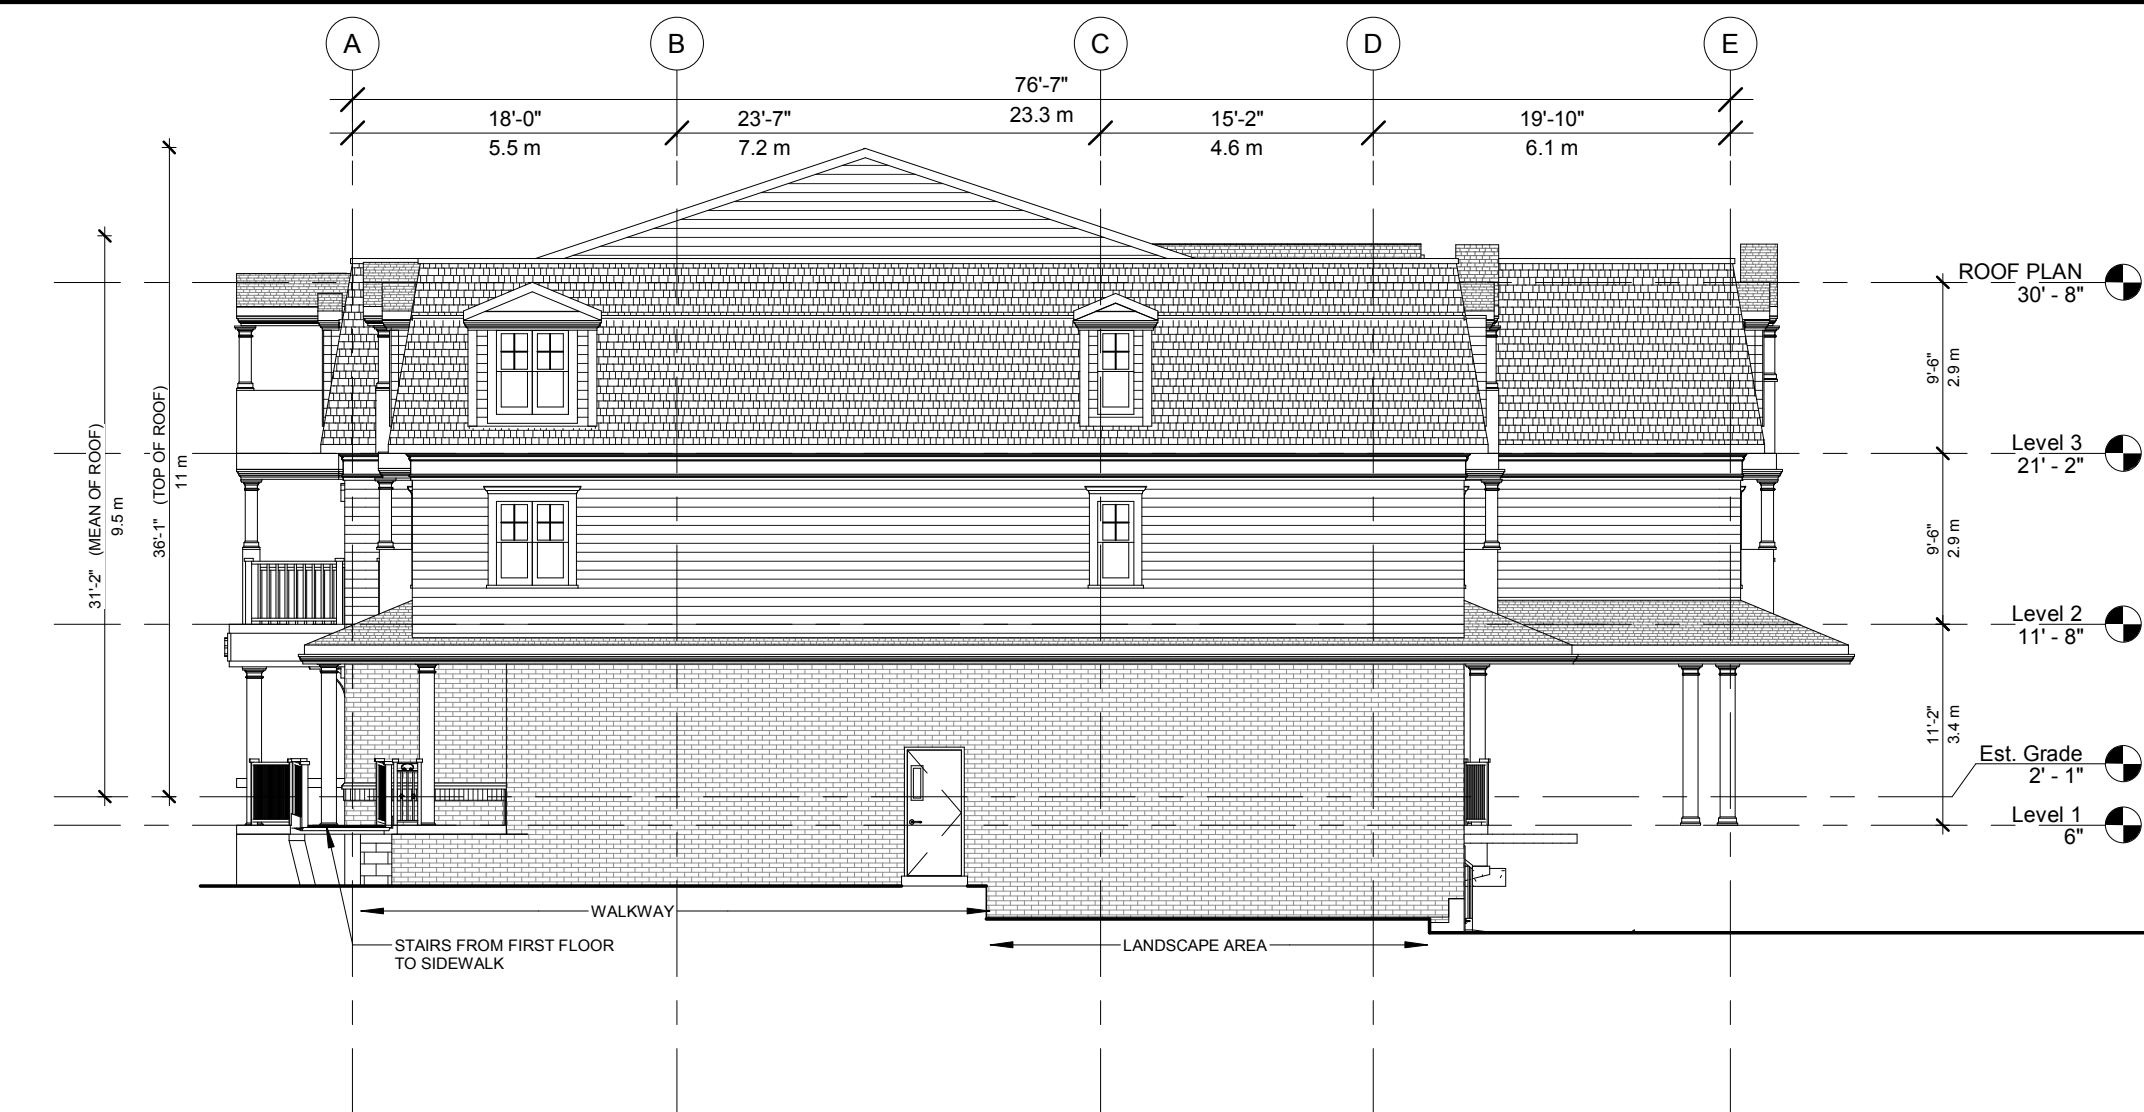 A
B
C
D
E
76'-7"
23.3 m
18'-0"
5.5 m
23'-7"
7.2 m
15'-2"
4.6 m
19'-10"
6.1 m
31'-2" (MEAN OF ROOF)
9.5 m
36'-1" (TOP OF ROOF)
11 m
ROOF PLAN
30' - 8"
9'-6"
2.9 m
Level 3
21' - 2"
9'-6"
2.9 m
Level 2
11' - 8"
11'-2"
3.4 m
Est. Grade
2' - 1"
Level 1
6"
WALKWAY
STAIRS FROM FIRST FLOOR
TO SIDEWALK
LANDSCAPE AREA